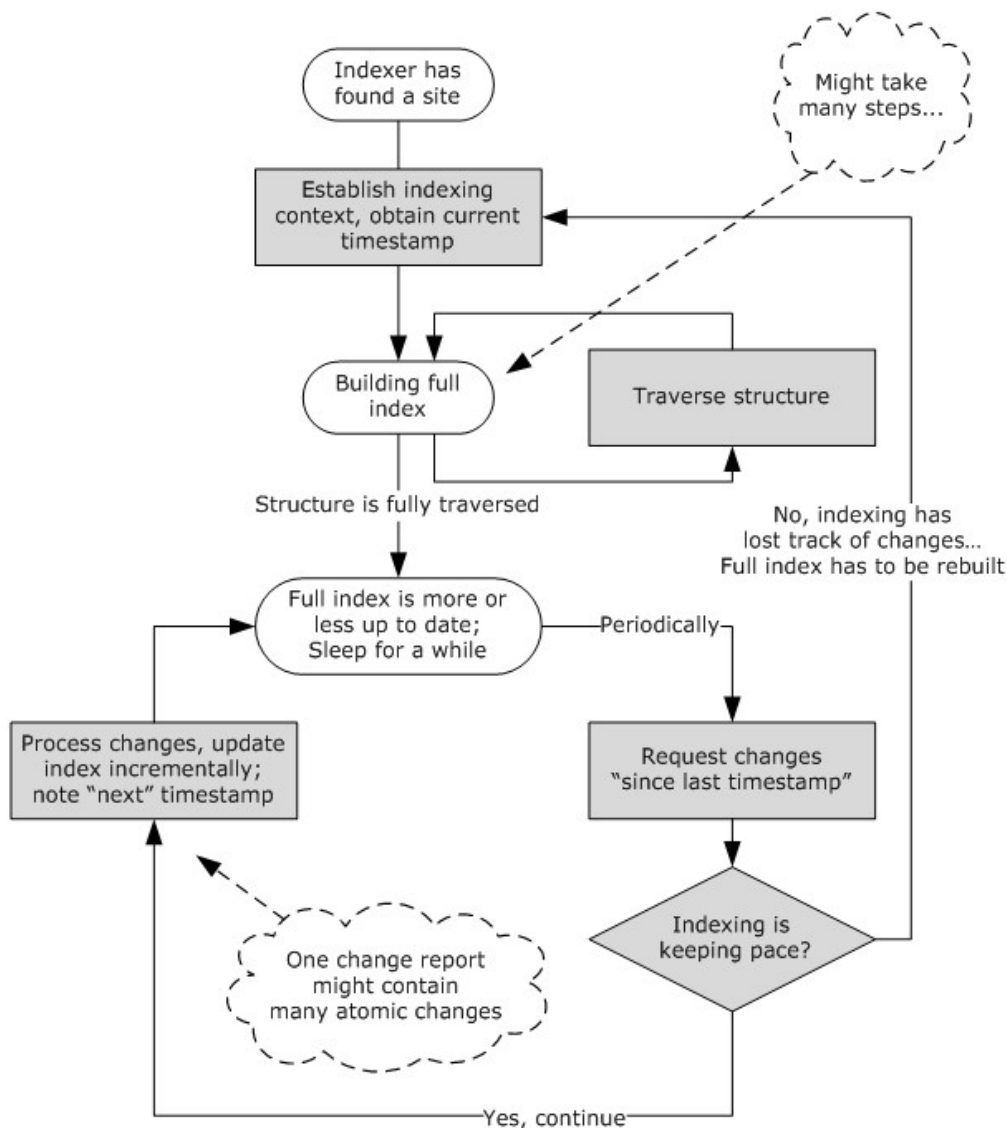 Indexer has
found a site
Might take
many steps...
Establish indexing
context, obtain current
timestamp
Building full
index
Traverse structure
Structure is fully traversed
No, indexing has
lost track of changes...
Full index has to be rebuilt
Full index is more or
less up to date;
Sleep for a while
Periodically
Process changes, update
index incrementally;
note “next” timestamp
Request changes
“since last timestamp”
Indexing is
keeping pace?
One change report
might contain
many atomic changes
Yes, continue